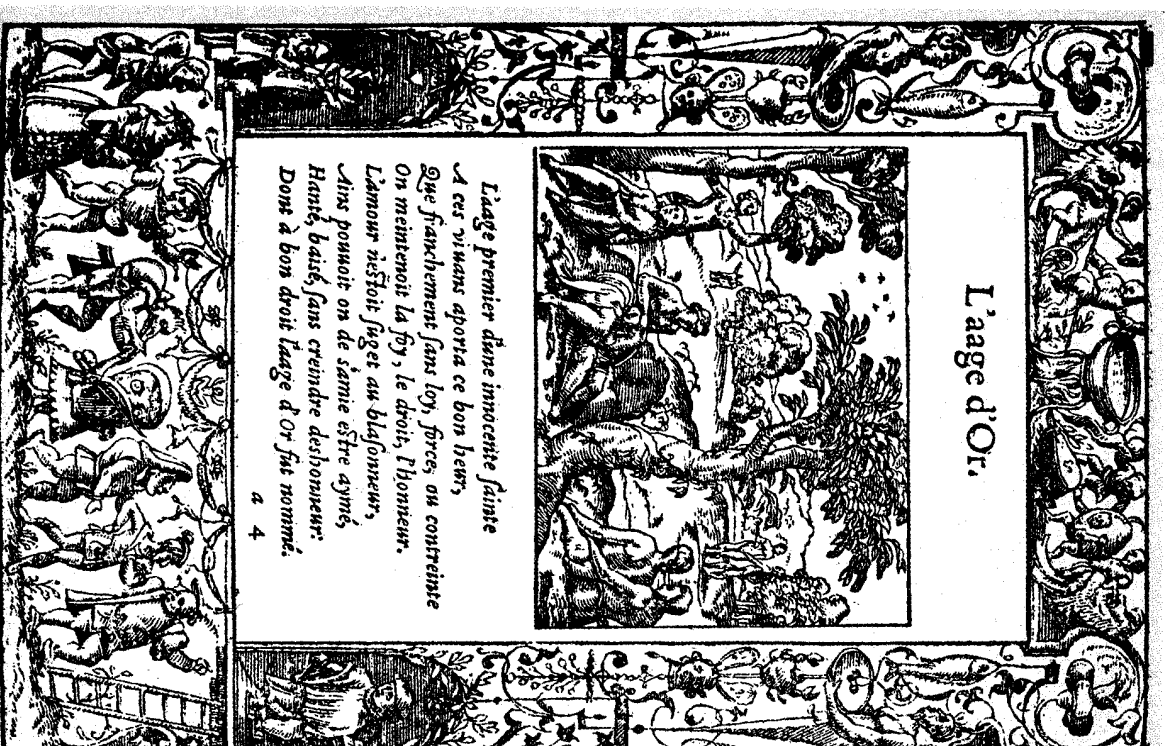 L'aage d'Or.
L'aage premier d'une innocente sainte
A ces viuans aporta ce bon heur,
Que franchement sans loy, force, ou contreinte
On meintenoit la foy, le droit, l'honneur.
L'amour n'estoit suget au blasonneur,
Ains pouuoit on de s'amie estre aymé,
Hanté, baisé, sans creindre deshonneur:
Dont à bon droit l'aage d'Or fut nommé.
a 4